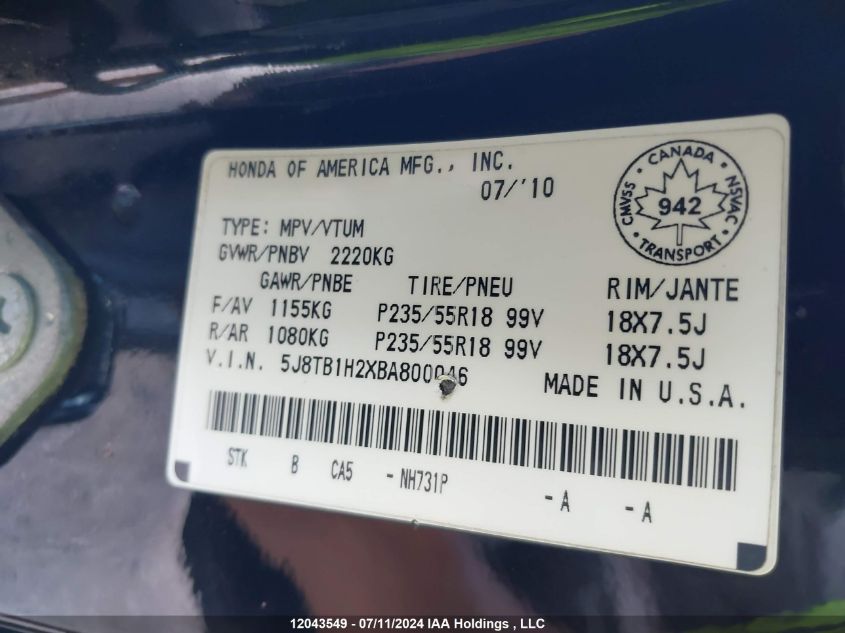 HONDA OF AMERICA MFG., INC.
07/'10
TYPE: MPV/VTUM
GVWR/PNBV 2220KG
GAWR/PNBE TIRE/PNEU RIM/JANTE
F/AV 1155KG P235/55R18 99V 18X7.5J
R/AR 1080KG P235/55R18 99V 18X7.5J
V.I.N. 5J8TB1H2XBA800046 MADE IN U.S.A.
STK B CA5 - NH731P - A - A
CANADA
CMVSS 942 NSVAC
TRANSPORT
12043549 - 07/11/2024 IAA Holdings , LLC